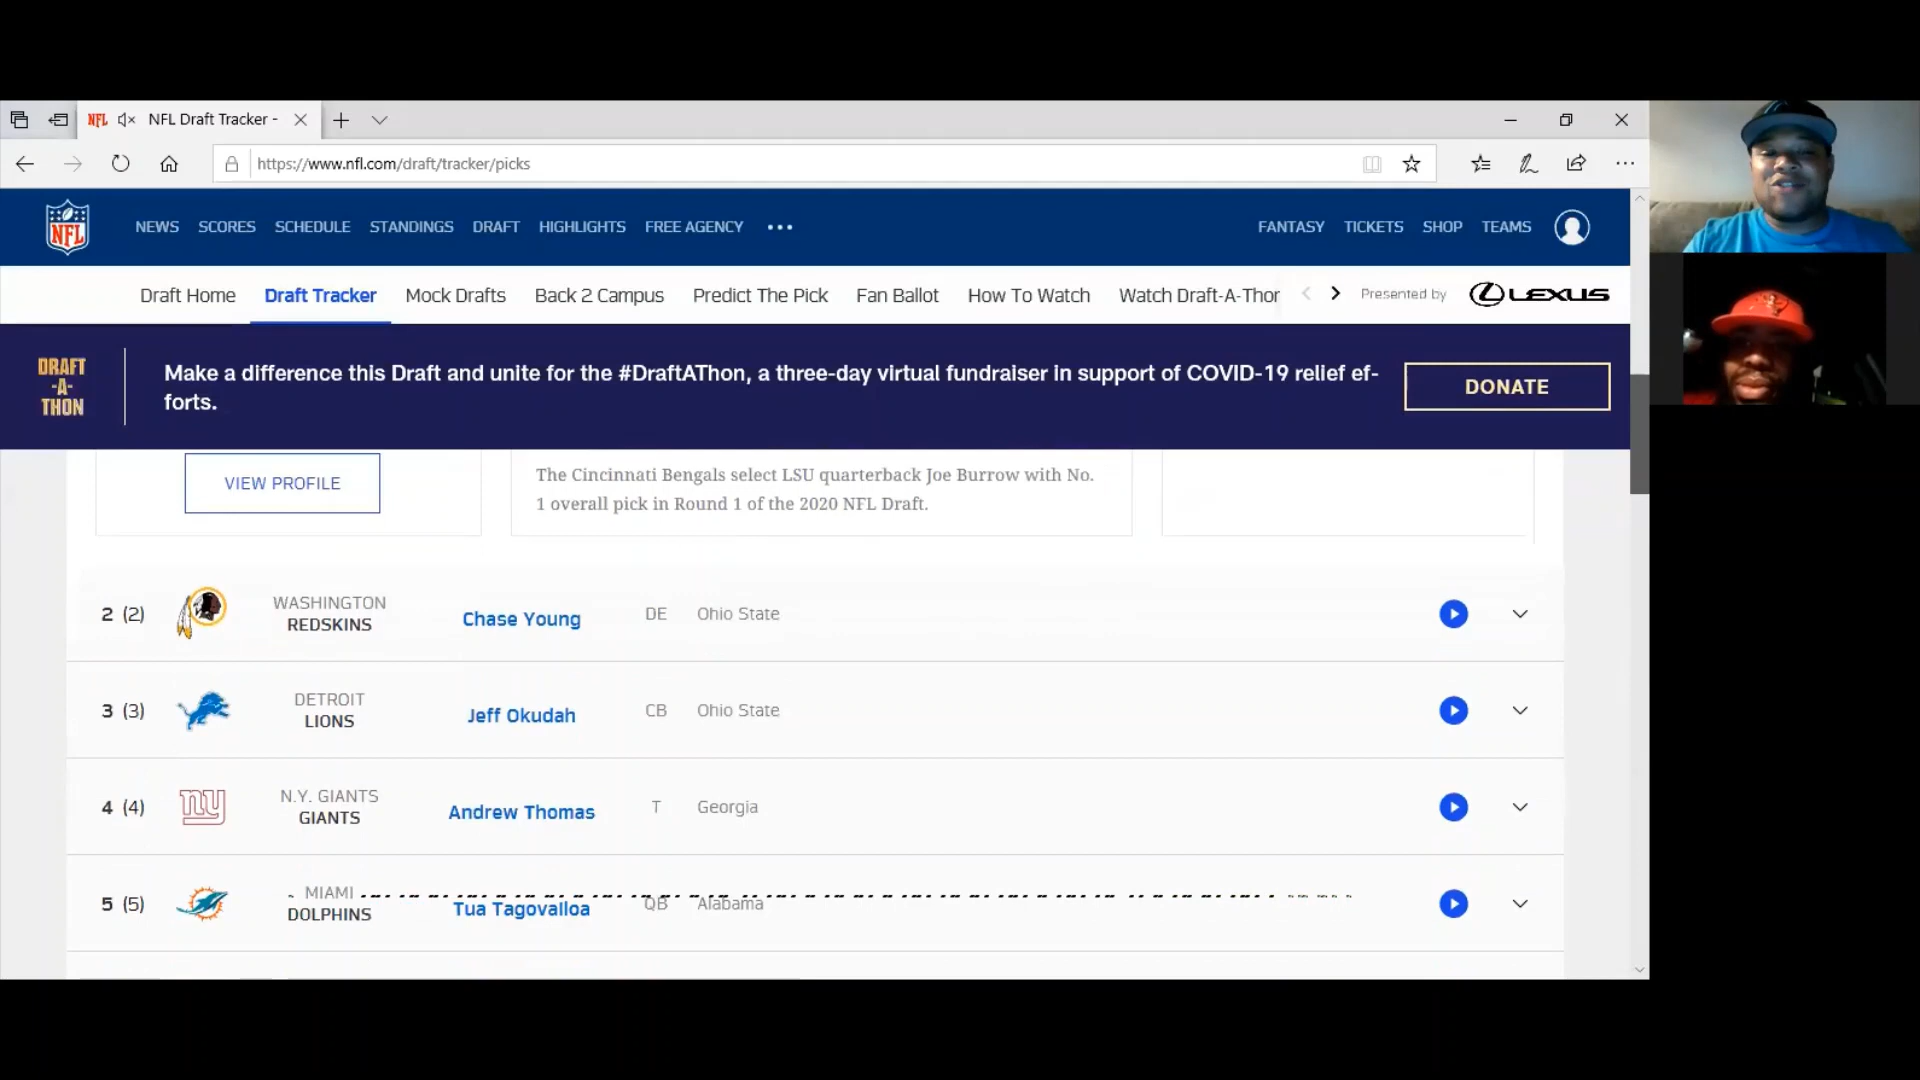 NFL NFL Draft Tracker -
https://www.nfl.com/draft/tracker/picks
NFL NEWS SCORES SCHEDULE STANDINGS DRAFT HIGHLIGHTS FREE AGENCY ••• FANTASY TICKETS SHOP TEAMS
Draft Home Draft Tracker Mock Drafts Back 2 Campus Predict The Pick Fan Ballot How To Watch Watch Draft-A-Thor Presented by LEXUS
DRAFT
-A-
THON
Make a difference this Draft and unite for the #DraftAThon, a three-day virtual fundraiser in support of COVID-19 relief ef-
forts.
DONATE
VIEW PROFILE
The Cincinnati Bengals select LSU quarterback Joe Burrow with No.
1 overall pick in Round 1 of the 2020 NFL Draft.
2 (2) WASHINGTON
REDSKINS
Chase Young DE Ohio State
3 (3) DETROIT
LIONS
Jeff Okudah CB Ohio State
4 (4) ny N.Y. GIANTS
GIANTS
Andrew Thomas T Georgia
5 (5) MIAMI
DOLPHINS
Tua Tagovailoa QB Alabama